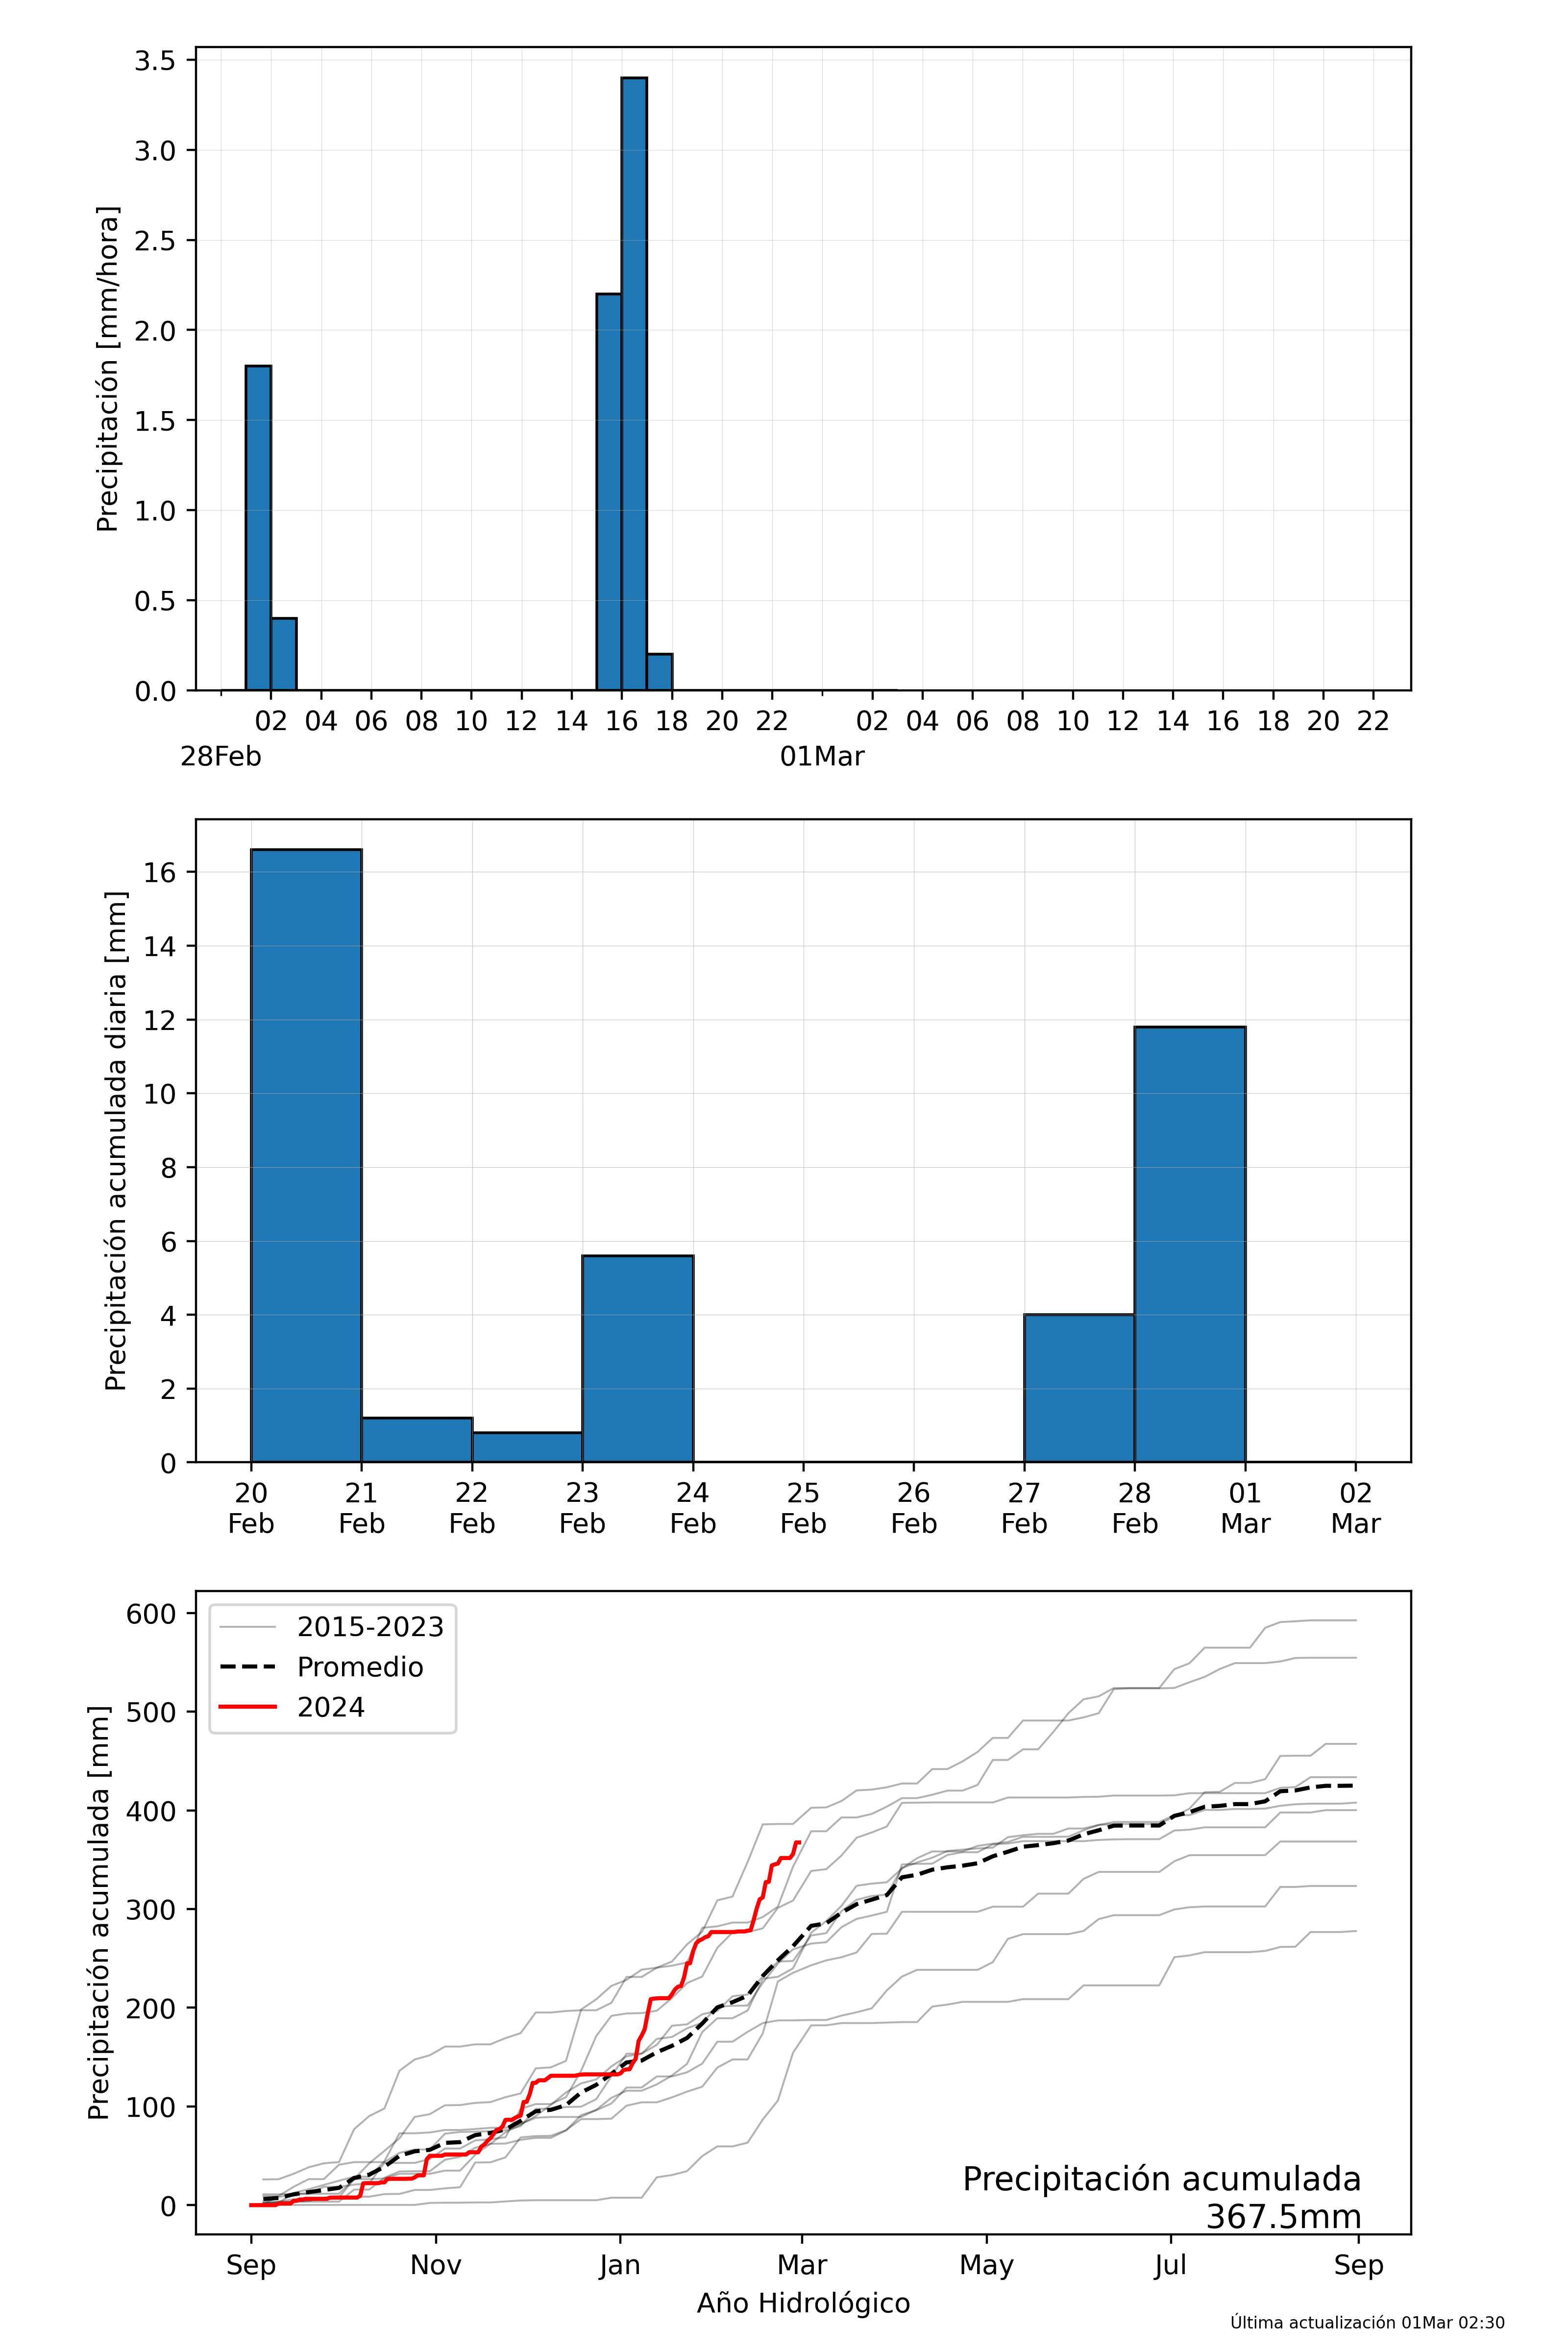 3.5
3.0
2.5
2.0
1.5
1.0
0.5
0.0
Precipitación [mm/hora]
02 04 06 08 10 12 14 16 18 20 22 02 04 06 08 10 12 14 16 18 20 22
28Feb 01Mar
16
14
12
10
8
6
4
2
0
Precipitación acumulada diaria [mm]
20 21 22 23 24 25 26 27 28 01 02
Feb Feb Feb Feb Feb Feb Feb Feb Feb Mar Mar
600
500
400
300
200
100
0
Precipitación acumulada [mm]
2015-2023
Promedio
2024
Precipitación acumulada
367.5mm
Sep Nov Jan Mar May Jul Sep
Año Hidrológico
Última actualización 01Mar 02:30